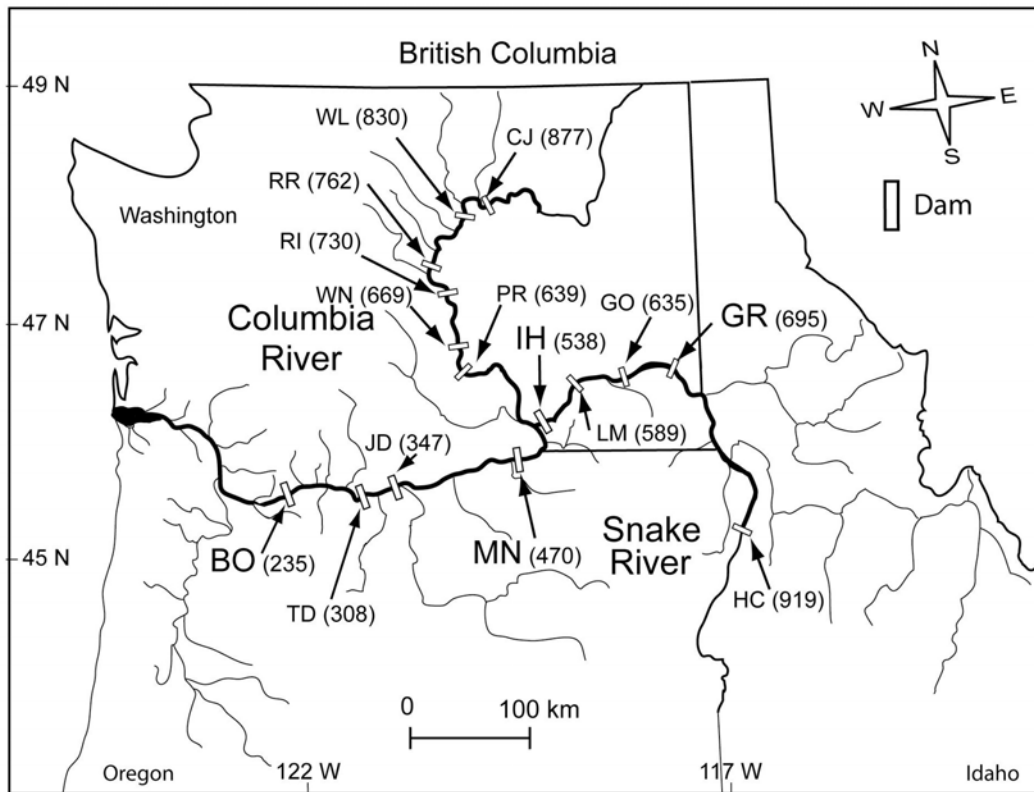 British Columbia
49 N
WL (830)
CJ (877)
N
W
E
S
RR (762)
Dam
Washington
RI (730)
WN (669)
PR (639)
GO (635)
GR (695)
47 N
Columbia
River
IH (538)
LM (589)
JD (347)
BO (235)
MN (470)
Snake
River
45 N
TD (308)
HC (919)
0
100 km
Oregon
122 W
117 W
Idaho